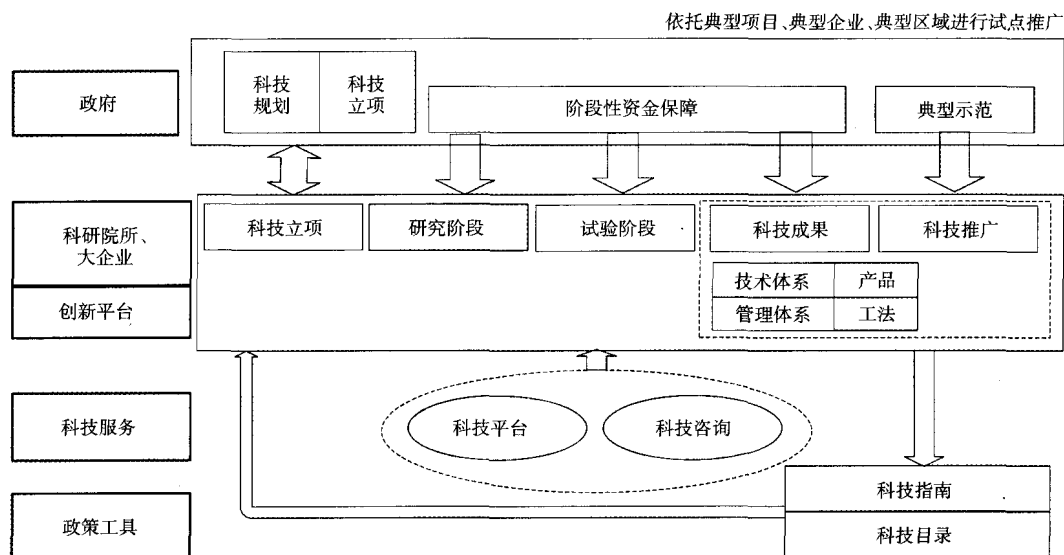 依托典型项目、典型企业、典型区域进行试点推广
政府
科技
规划
科技
立项
阶段性资金保障
典型示范
科研院所、
大企业
创新平台
科技立项
研究阶段
试验阶段
科技成果
科技推广
技术体系
产品
管理体系
工法
科技服务
科技平台
科技咨询
政策工具
科技指南
科技目录